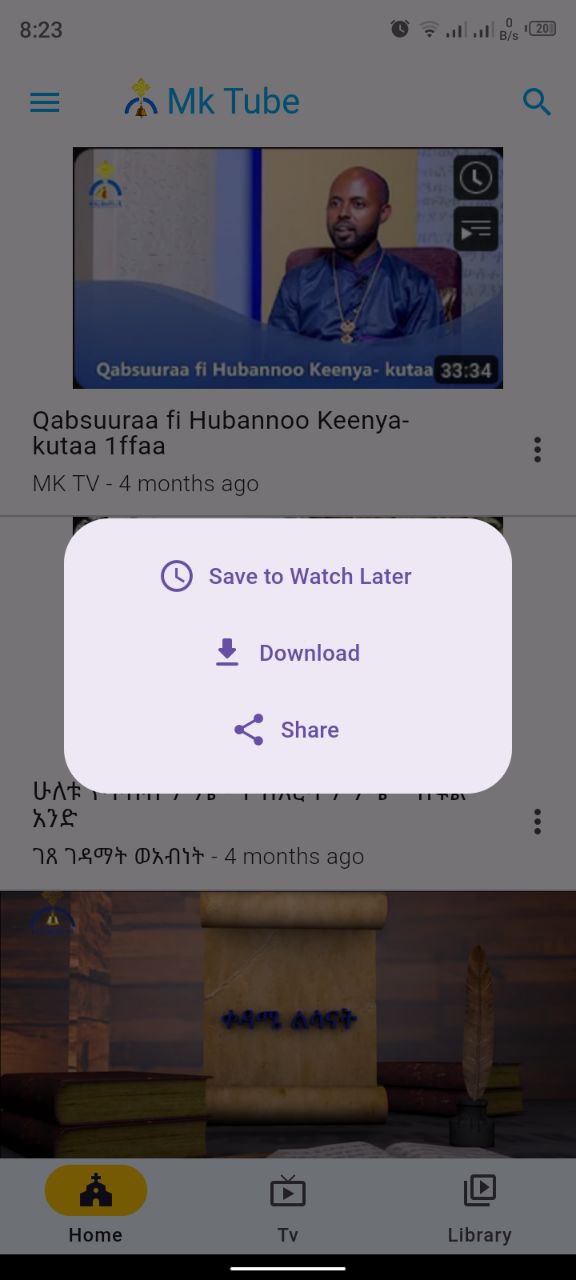 8:23
0
B/s
20
Mk Tube
Qabsuuraa fi Hubannoo Keenya- kutaa
33:34
Qabsuuraa fi Hubannoo Keenya-
kutaa 1ffaa
MK TV - 4 months ago
Save to Watch Later
Download
Share
ሁለቱ
አንድ
ገጸ ገዳማት ወአብነት - 4 months ago
ቀዳሜ ልሳናት
Home
Tv
Library